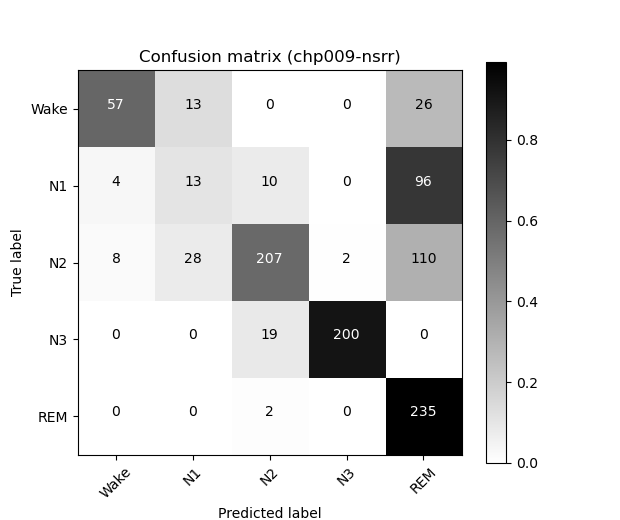 Confusion matrix (chp009-nsrr)
True label
Wake 57 13 0 0 26
N1 4 13 10 0 96
N2 8 28 207 2 110
N3 0 0 19 200 0
REM 0 0 2 0 235
Wake N1 N2 N3 REM
Predicted label
0.8
0.6
0.4
0.2
0.0